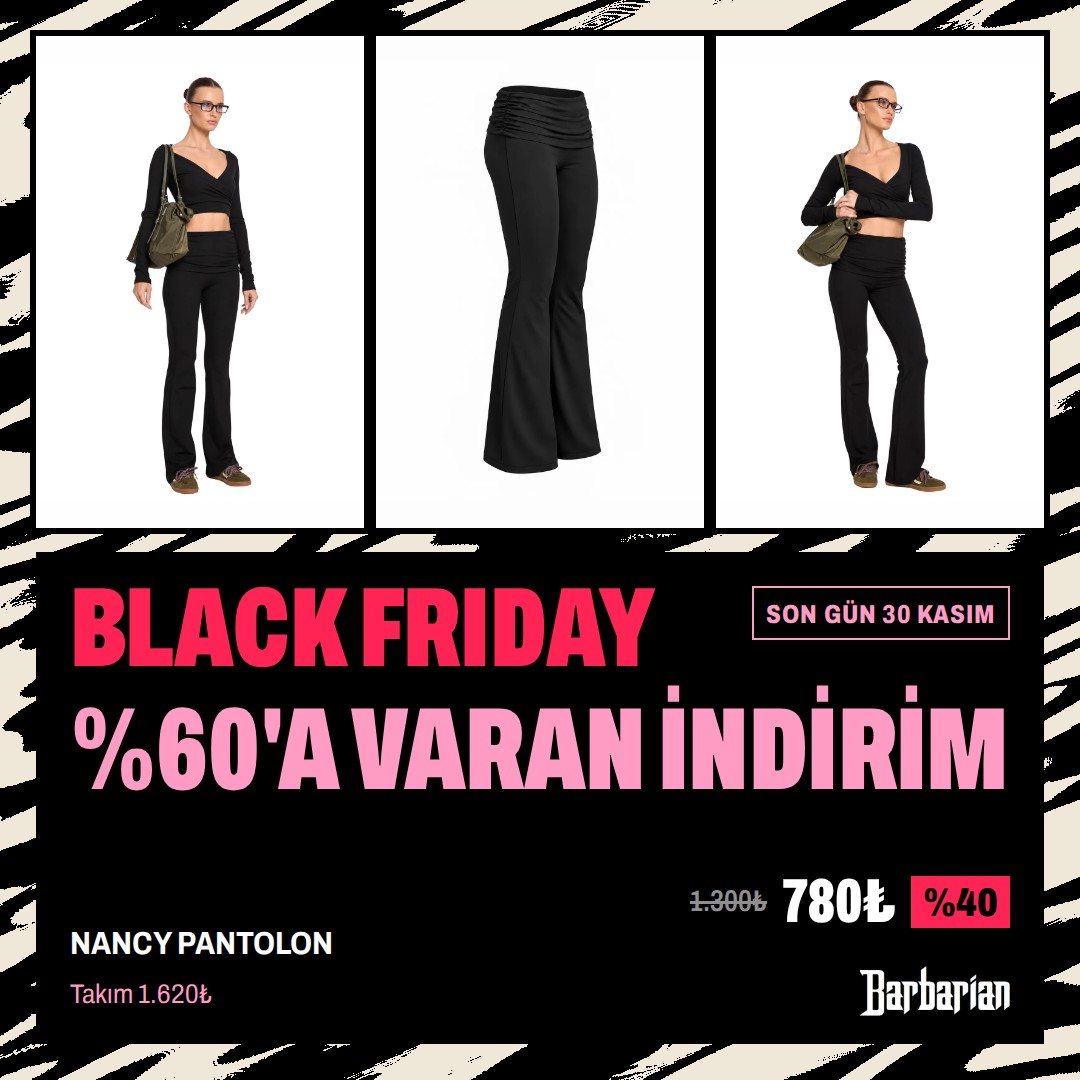 BLACK FRIDAY
SON GÜN 30 KASIM
%60'A VARAN İNDİRİM
1.300₺ 780₺ %40
NANCY PANTOLON
Takım 1.620₺
Barbarian